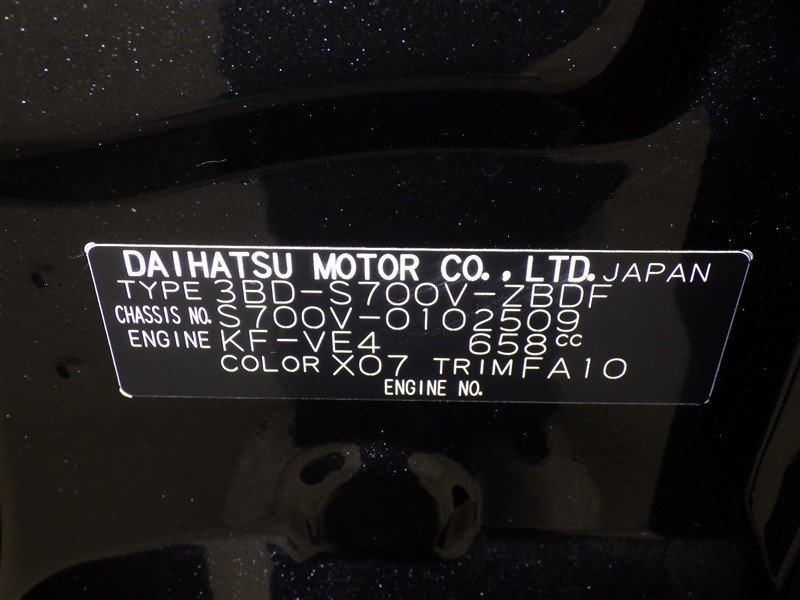 DAIHATSU MOTOR CO., LTD. JAPAN
TYPE 3BD-S700V-ZBDF
CHASSIS NO. S700V-0102509
ENGINE KF-VE4 658cc
COLOR X07 TRIM FA10
ENGINE NO.